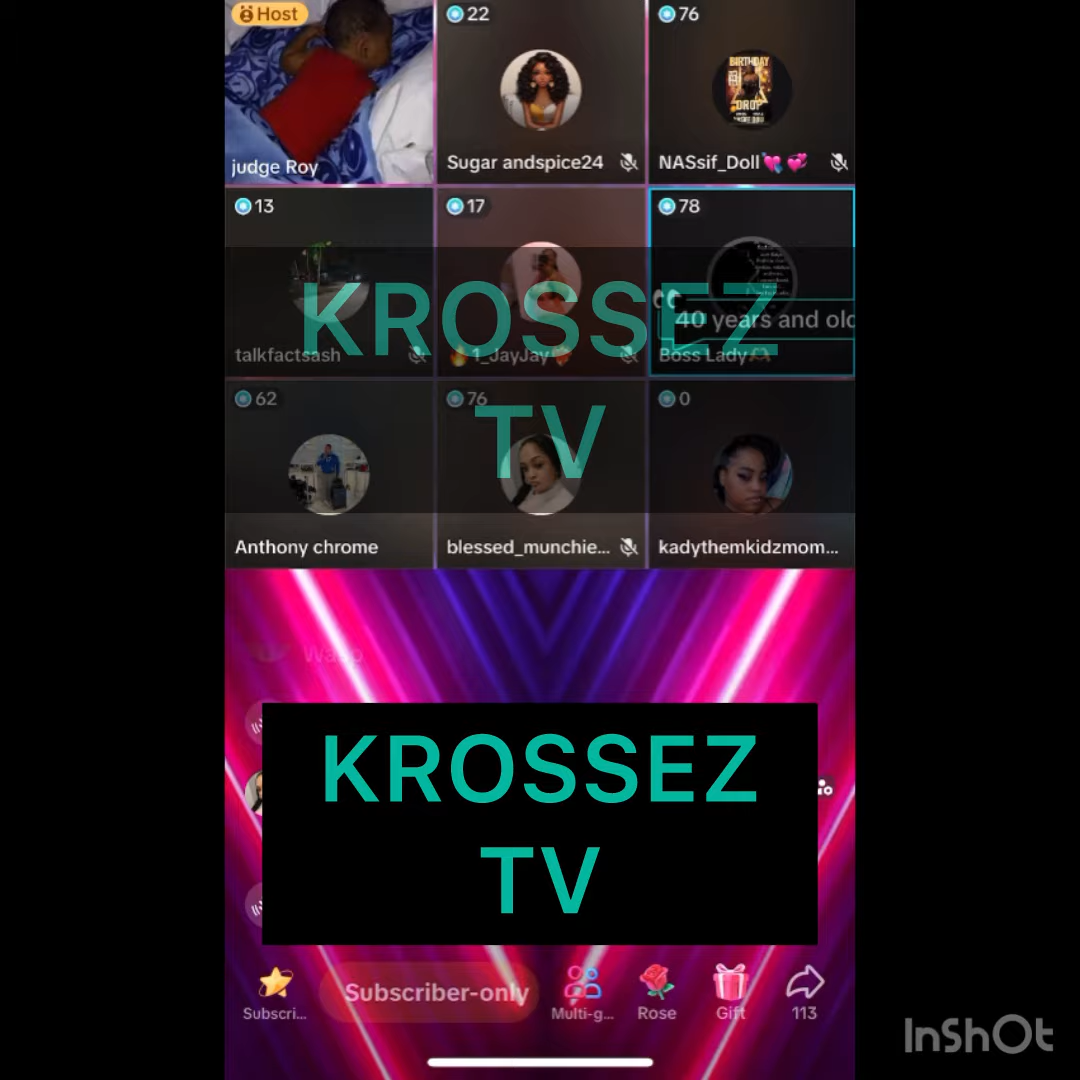 Host
22
76
BIRTHDAY
DROP
judge Roy
Sugar andspice24
NASsif_Doll💘💞
13
17
78
KROSSEZ
40 years and old
talkfactsash
1_JayJay
Boss Lady
62
76
0
TV
Anthony chrome
blessed_munchie...
kadythemkidzmom...
KROSSEZ
TV
Subscri...
Subscriber-only
Multi-g...
Rose
Gift
113
InShOt